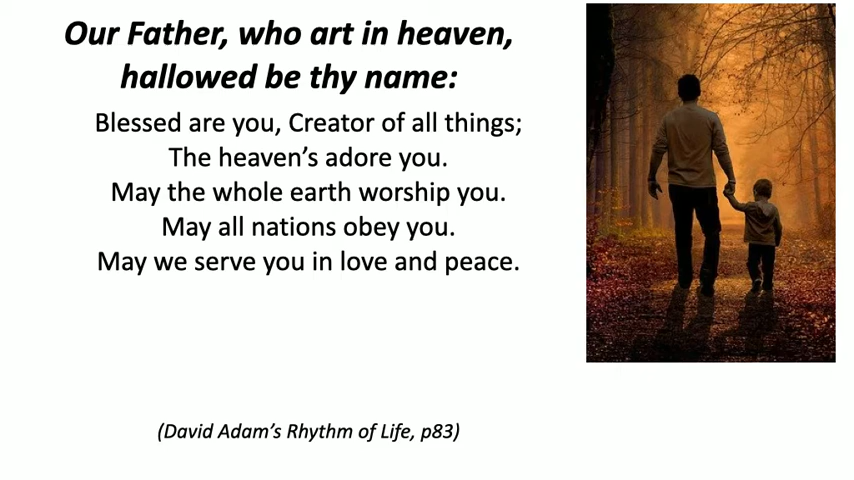 Our Father, who art in heaven,
hallowed be thy name:
Blessed are you, Creator of all things;
The heaven’s adore you.
May the whole earth worship you.
May all nations obey you.
May we serve you in love and peace.
(David Adam’s Rhythm of Life, p83)